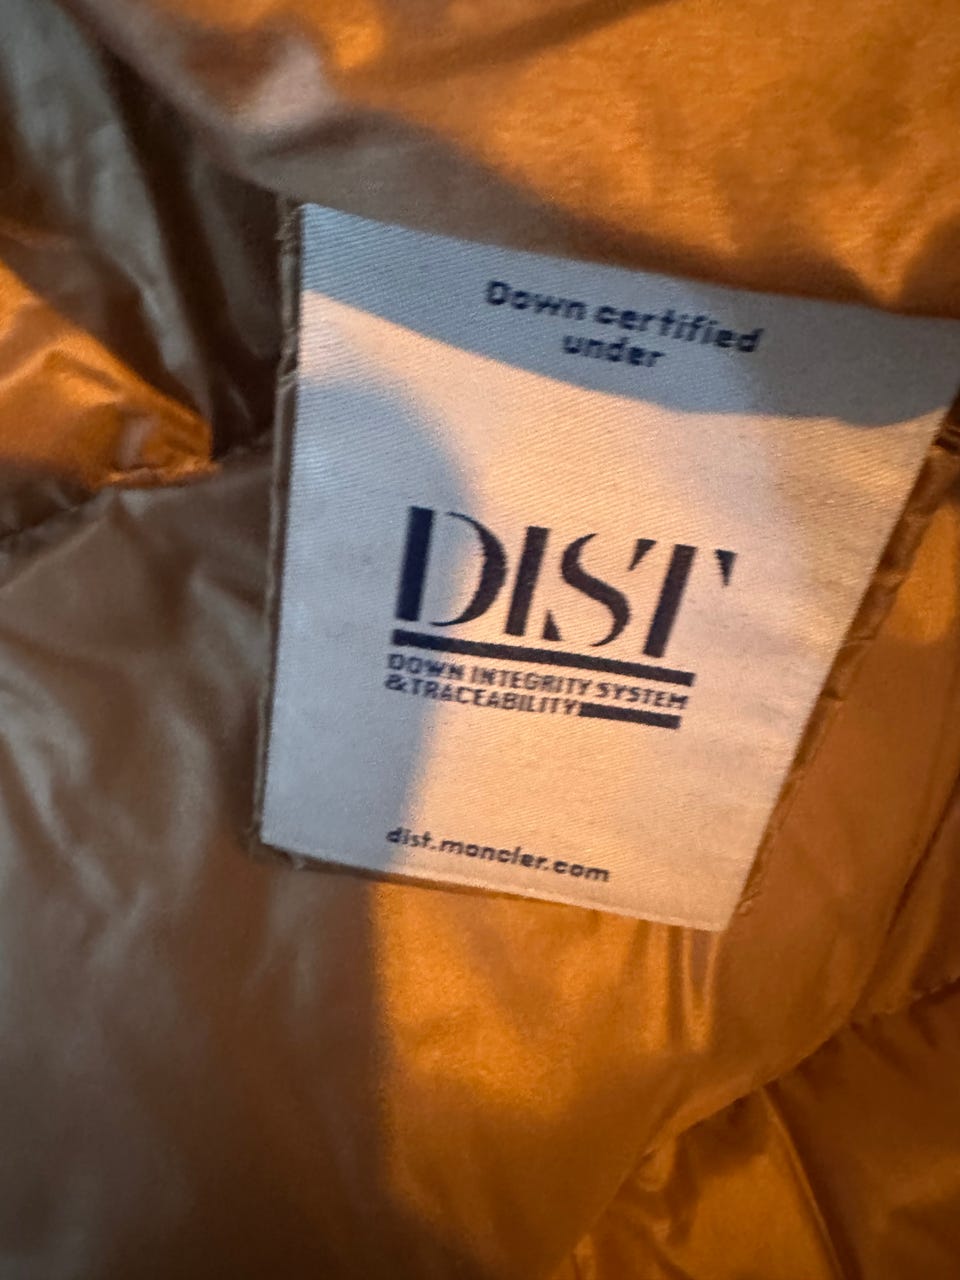 Down certified
under
DIST
DOWN INTEGRITY SYSTEM
&TRACEABILITY
dist.moncler.com